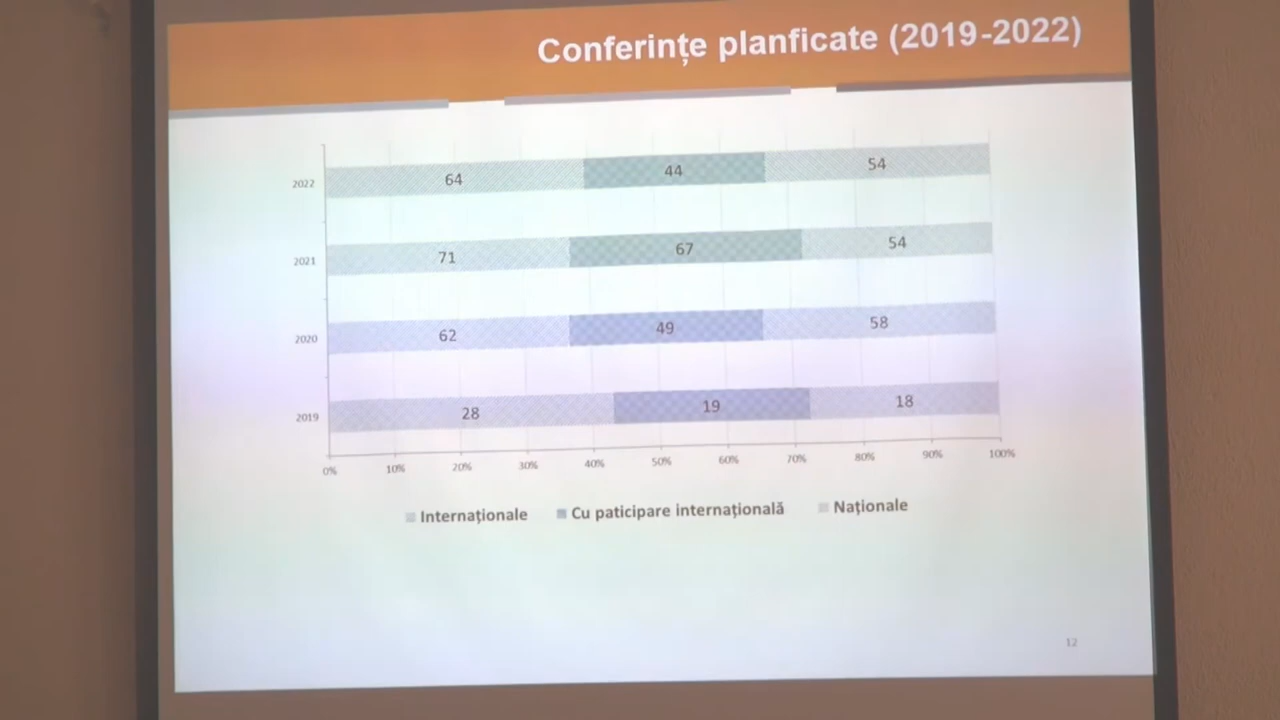 Conferințe planficate (2019-2022)
2022 64 44 54
2021 71 67 54
2020 62 49 58
2019 28 19 18
0% 10% 20% 30% 40% 50% 60% 70% 80% 90% 100%
Internaționale Cu paticipare internațională Naționale
12